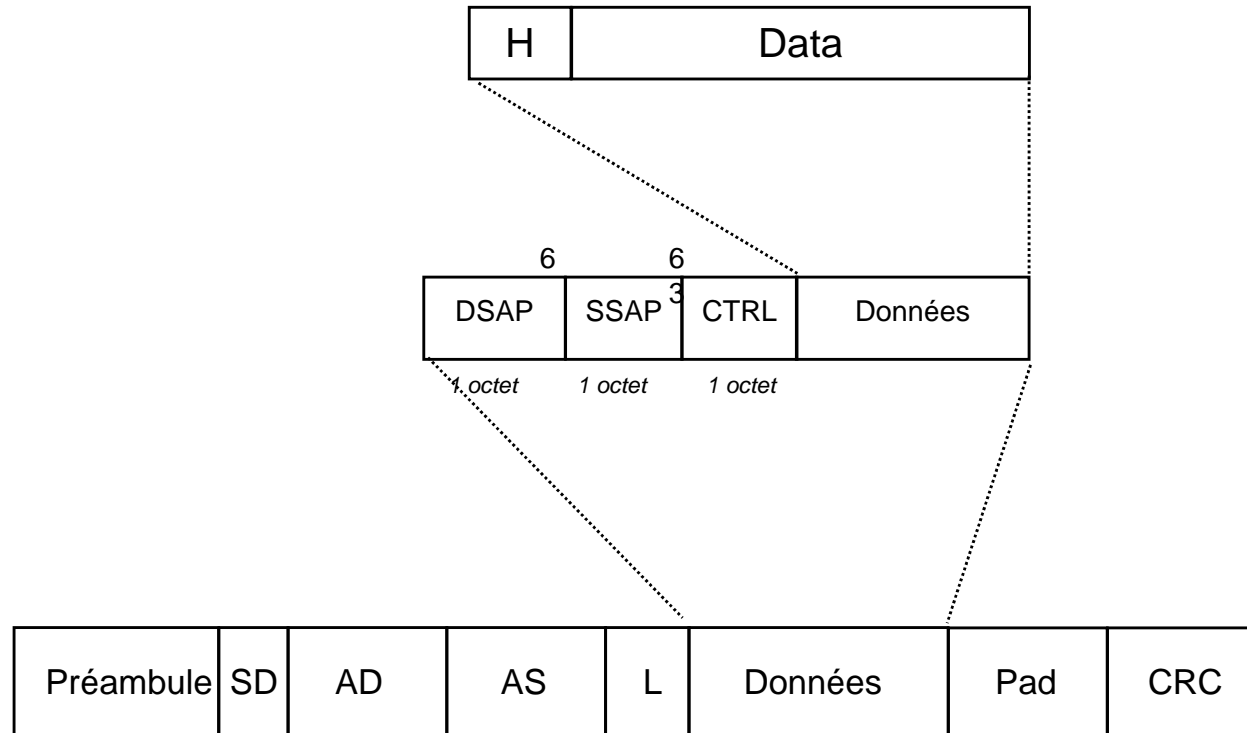 H Data
6 6
3
DSAP SSAP CTRL Données
1 octet 1 octet 1 octet
Préambule SD AD AS L Données Pad CRC